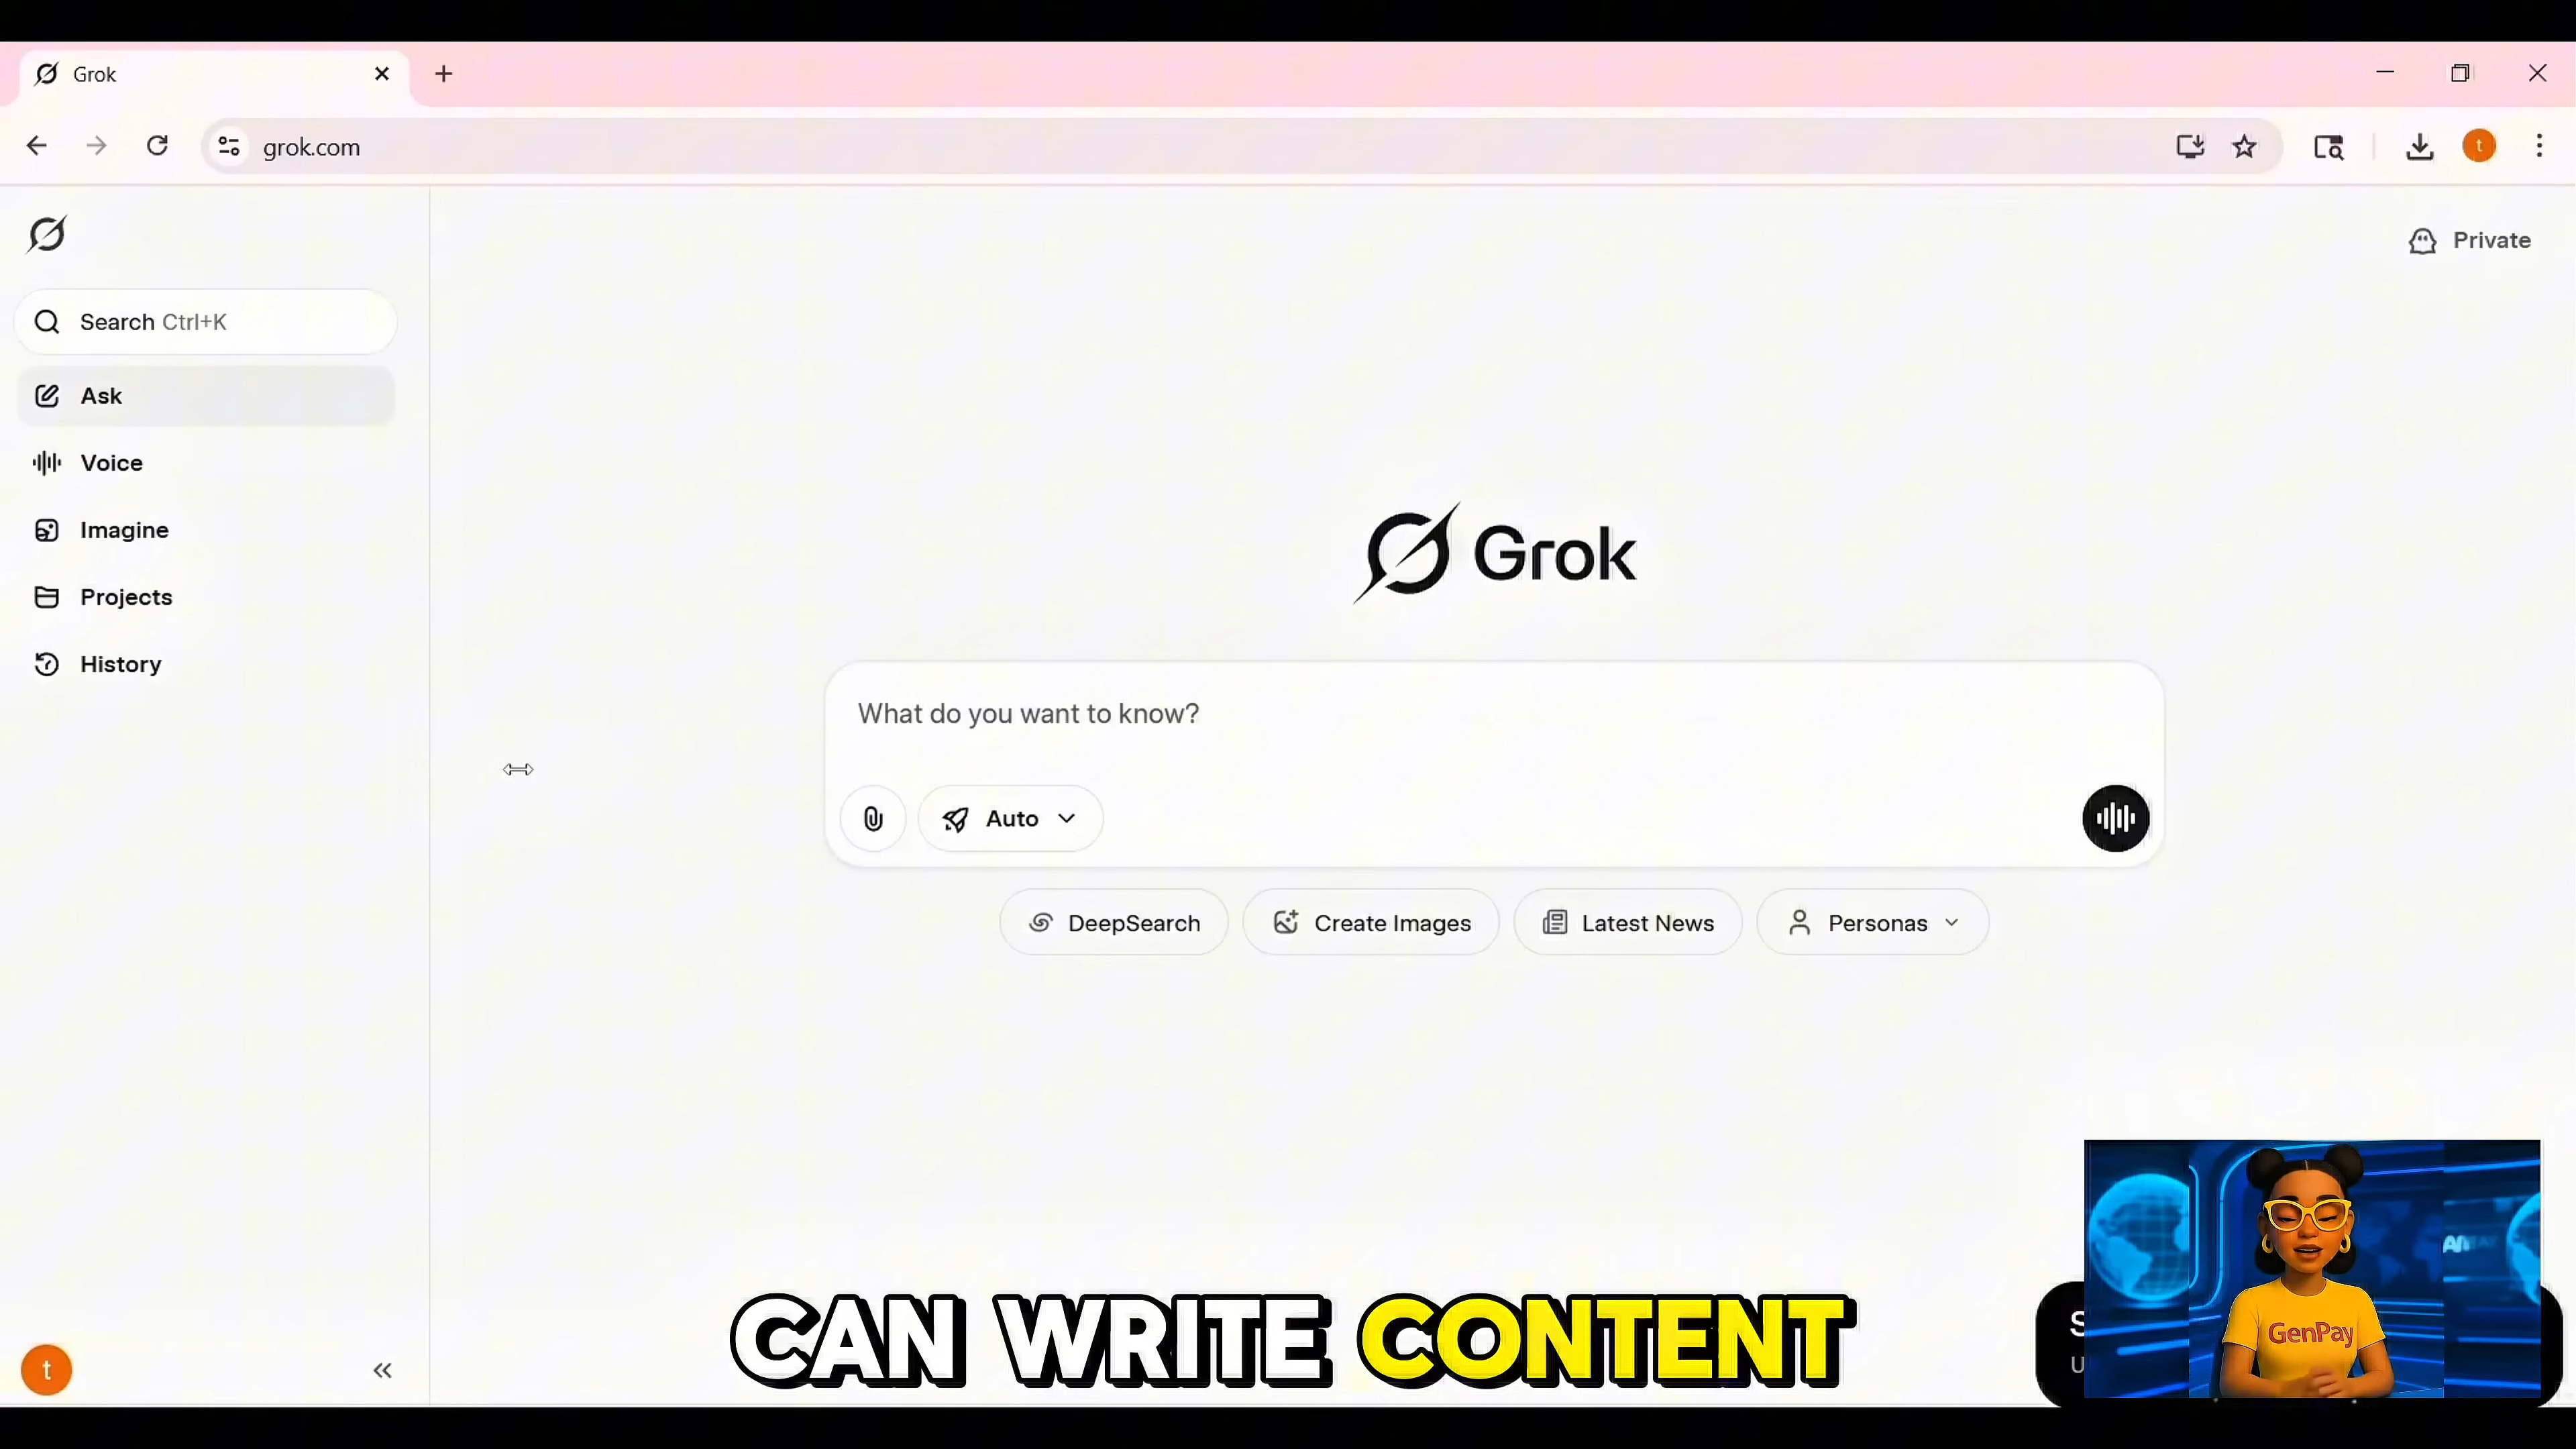 Grok
grok.com
t
Private
Search Ctrl+K
Ask
Voice
Imagine
Projects
History
Grok
What do you want to know?
Auto
DeepSearch
Create Images
Latest News
Personas
GenPay
CAN WRITE CONTENT
t